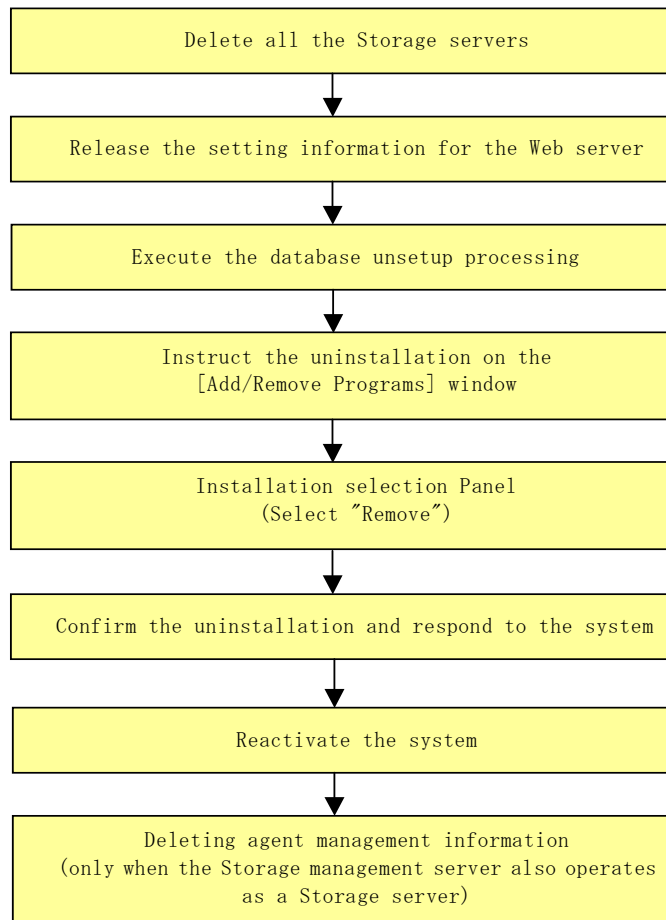 Delete all the Storage servers
Release the setting information for the Web server
Execute the database unsetup processing
Instruct the uninstallation on the
[Add/Remove Programs] window
Installation selection Panel
(Select "Remove")
Confirm the uninstallation and respond to the system
Reactivate the system
Deleting agent management information
(only when the Storage management server also operates
as a Storage server)